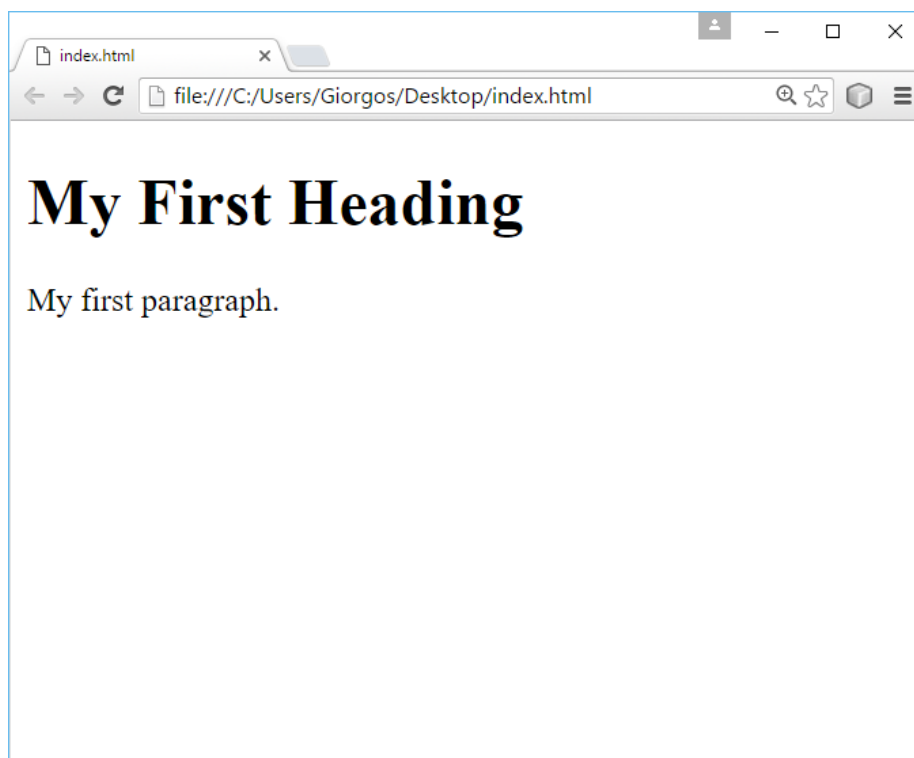 index.html
file:///C:/Users/Giorgos/Desktop/index.html
My First Heading
My first paragraph.